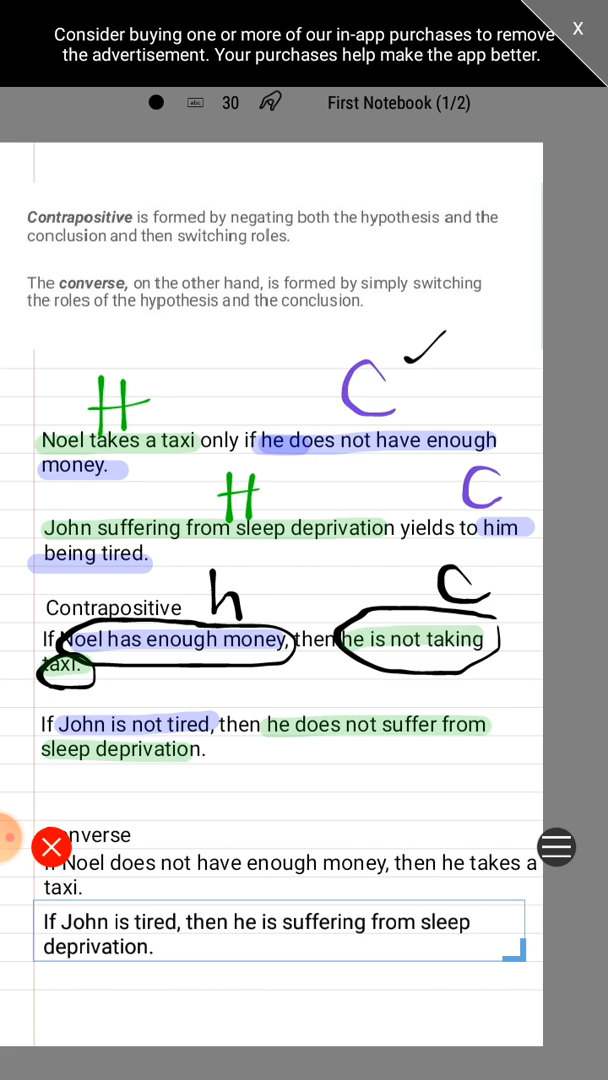 Consider buying one or more of our in-app purchases to remove
the advertisement. Your purchases help make the app better.
X
abc 30 First Notebook (1/2)
Contrapositive is formed by negating both the hypothesis and the
conclusion and then switching roles.
The converse, on the other hand, is formed by simply switching
the roles of the hypothesis and the conclusion.
H C
Noel takes a taxi only if he does not have enough
money.
H C
John suffering from sleep deprivation yields to him
being tired.
Contrapositive h C
If Noel has enough money, then he is not taking
taxi.
If John is not tired, then he does not suffer from
sleep deprivation.
nverse
Noel does not have enough money, then he takes a
taxi.
If John is tired, then he is suffering from sleep
deprivation.